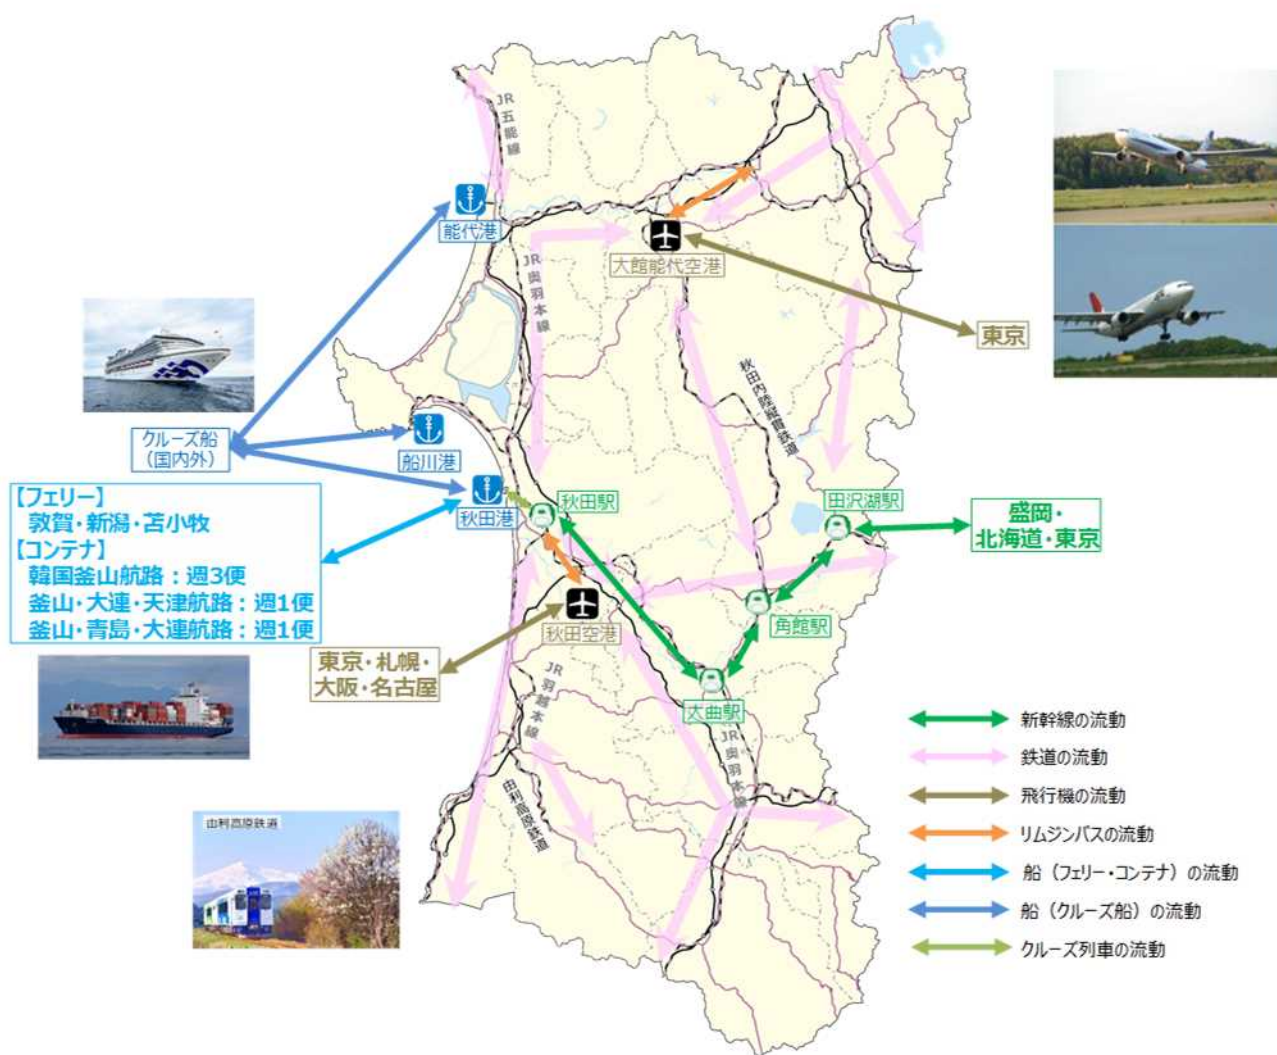 JR五能線
能代港
大館能代空港
JR奥羽本線
東京
秋田内陸縦貫鉄道
クルーズ船
(国内外)
船川港
秋田港
秋田駅
田沢湖駅
盛岡・
北海道・東京
【フェリー】
敦賀・新潟・苫小牧
【コンテナ】
韓国釜山航路：週3便
釜山・大連・天津航路：週1便
釜山・青島・大連航路：週1便
秋田空港
角館駅
東京・札幌・
大阪・名古屋
JR羽越本線
大曲駅
JR奥羽本線
由利高原鉄道
由利高原鉄道
新幹線の流動
鉄道の流動
飛行機の流動
リムジンバスの流動
船（フェリー・コンテナ）の流動
船（クルーズ船）の流動
クルーズ列車の流動